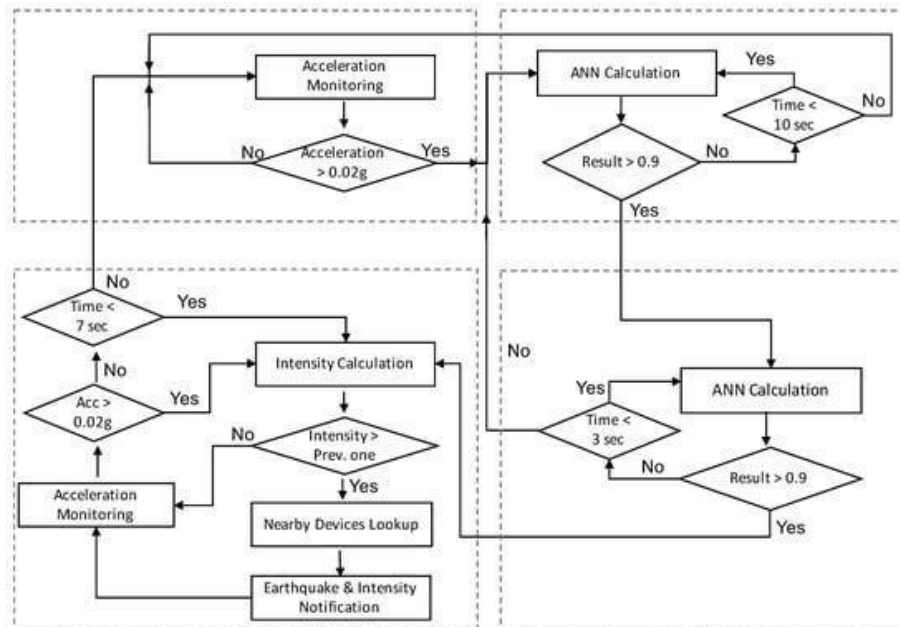 Acceleration
Monitoring
No
Acceleration
> 0.02g
Yes
ANN Calculation
Yes
Time <
10 sec
No
Result > 0.9
No
Yes
No
Time <
7 sec
Yes
Intensity Calculation
No
Acc >
0.02g
Yes
No
Intensity >
Prev. one
Yes
Acceleration
Monitoring
Nearby Devices Lookup
Earthquake & Intensity
Notification
No
Yes
ANN Calculation
Time <
3 sec
No
Result > 0.9
Yes